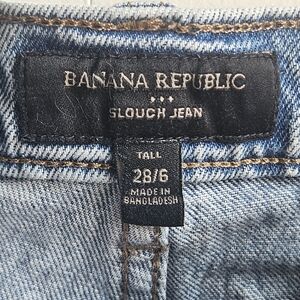 BANANA REPUBLIC
SLOUCH JEAN
TALL
28/6
MADE IN
BANGLADESH